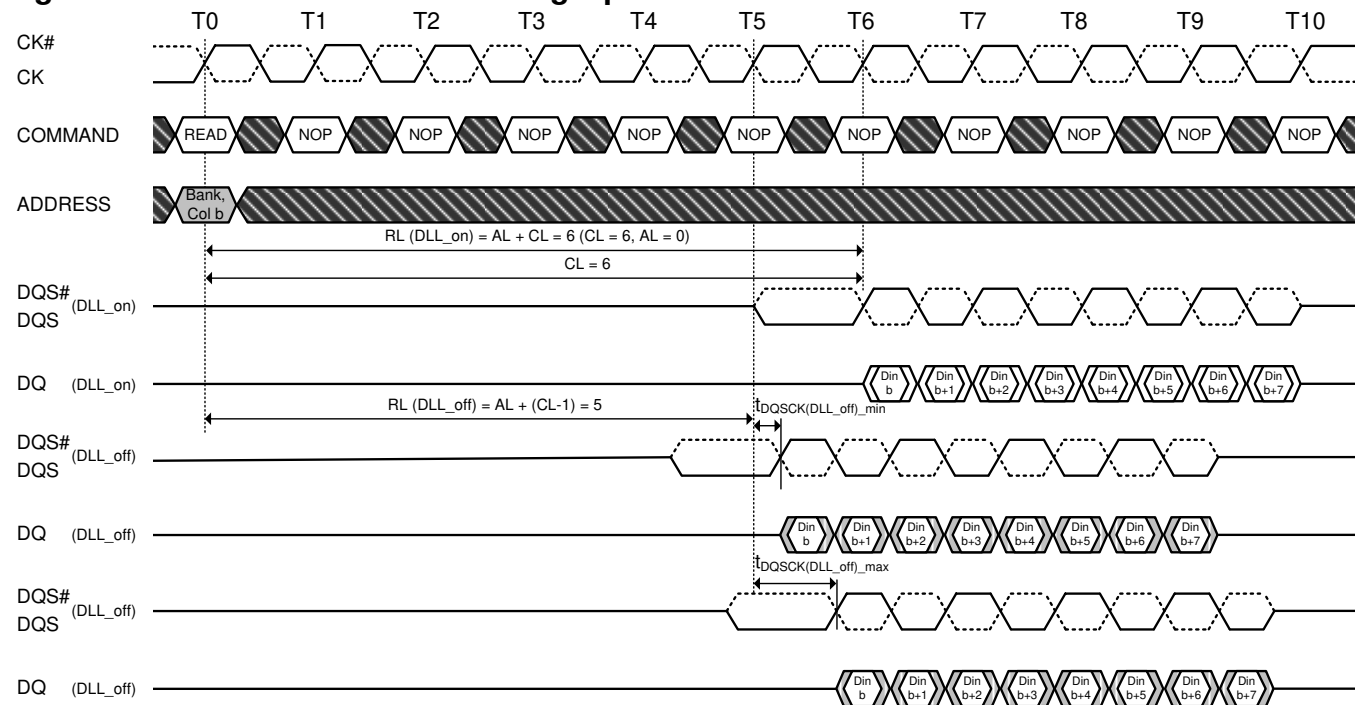 T0 T1 T2 T3 T4 T5 T6 T7 T8 T9 T10
CK#
CK
COMMAND READ NOP NOP NOP NOP NOP NOP NOP NOP NOP NOP
ADDRESS Bank,
Col b
RL (DLL_on) = AL + CL = 6 (CL = 6, AL = 0)
CL = 6
DQS# (DLL_on)
DQS
DQ (DLL_on) Din b Din b+1 Din b+2 Din b+3 Din b+4 Din b+5 Din b+6 Din b+7
RL (DLL_off) = AL + (CL-1) = 5 tDQSCK(DLL_off)_min
DQS# (DLL_off)
DQS
DQ (DLL_off) Din b Din b+1 Din b+2 Din b+3 Din b+4 Din b+5 Din b+6 Din b+7
tDQSCK(DLL_off)_max
DQS# (DLL_off)
DQS
DQ (DLL_off) Din b Din b+1 Din b+2 Din b+3 Din b+4 Din b+5 Din b+6 Din b+7